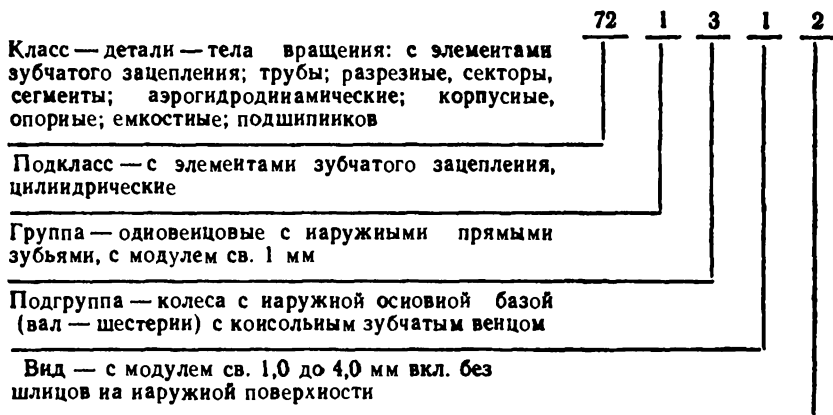 72 1 3 1 2
Класс — детали — тела вращения: с элементами
зубчатого зацепления; трубы; разрезные, секторы,
сегменты; аэрогидродинамические; корпусные,
опорные; емкостные; подшипников
Подкласс — с элементами зубчатого зацепления,
цилиндрические
Группа — одновенцовые с наружными прямыми
зубьями, с модулем св. 1 мм
Подгруппа — колеса с наружной основной базой
(вал — шестерни) с консольным зубчатым венцом
Вид — с модулем св. 1,0 до 4,0 мм вкл. без
шлицов на наружной поверхности